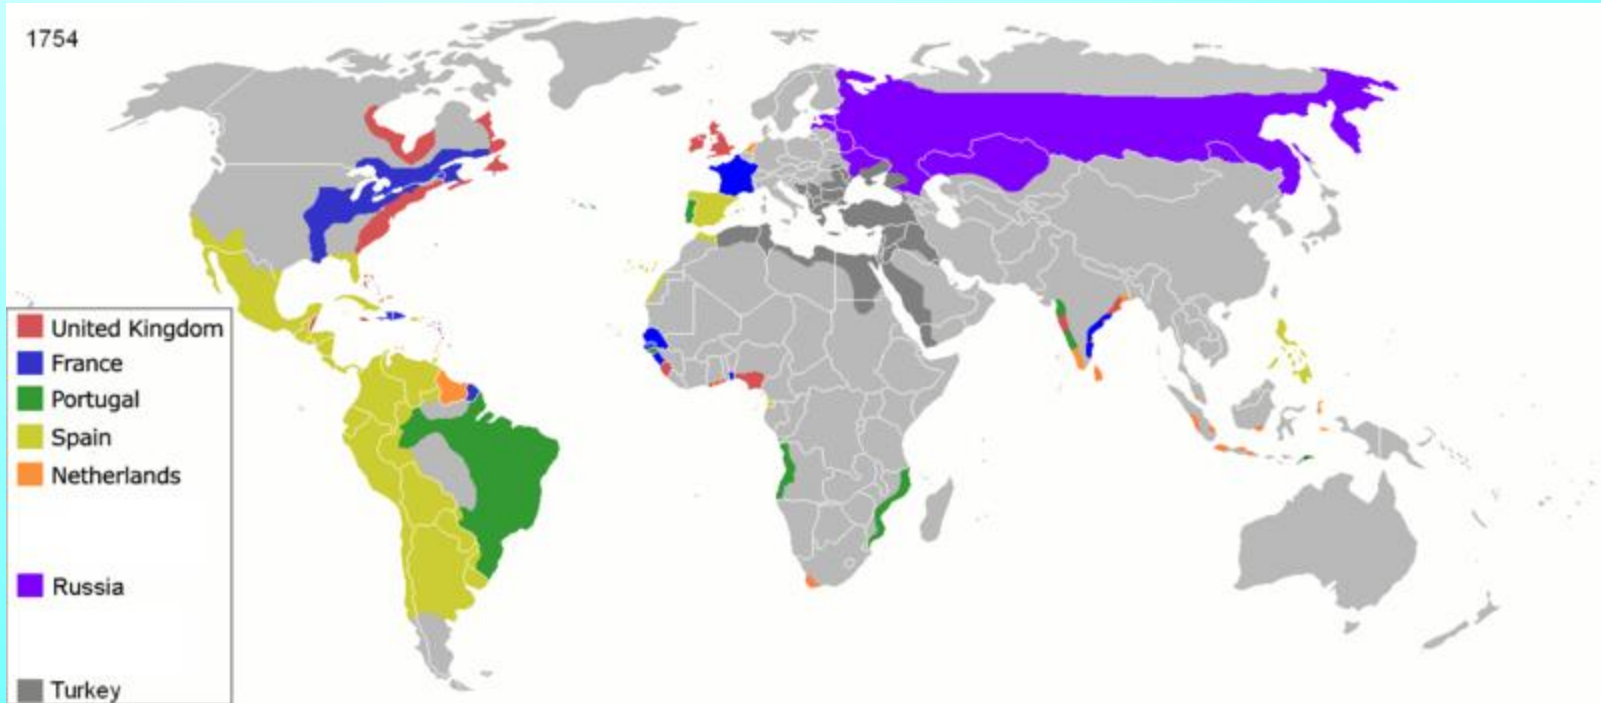 1754
United Kingdom
France
Portugal
Spain
Netherlands
Russia
Turkey